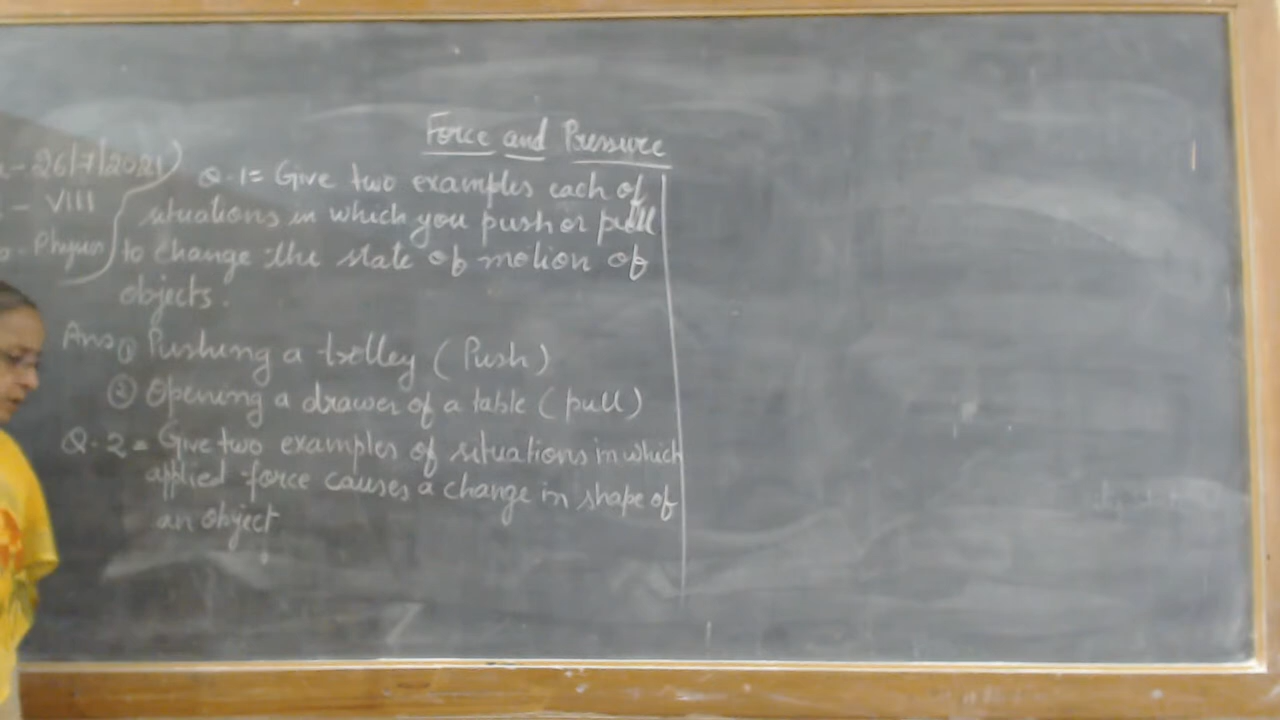 Force and Pressure
26/7/2021
VIII
Q.1= Give two examples each of
situations in which you push or pull
to change the state of motion of
objects.
Ans ① Pushing a trolley (Push)
② Opening a drawer of a table (pull)
Q.2= Give two examples of situations in which
applied force causes a change in shape of
an object